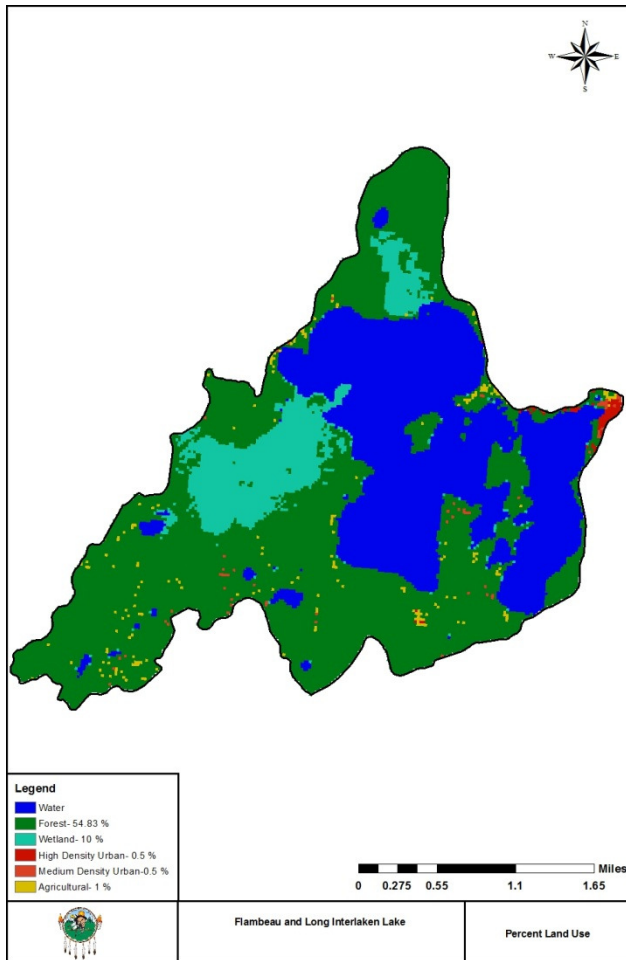 N
W E
S
Legend
Water
Forest- 54.83 %
Wetland- 10 %
High Density Urban- 0.5 %
Medium Density Urban-0.5 %
Agricultural- 1 %
Miles
0 0.275 0.55 1.1 1.65
Flambeau and Long Interlaken Lake
Percent Land Use